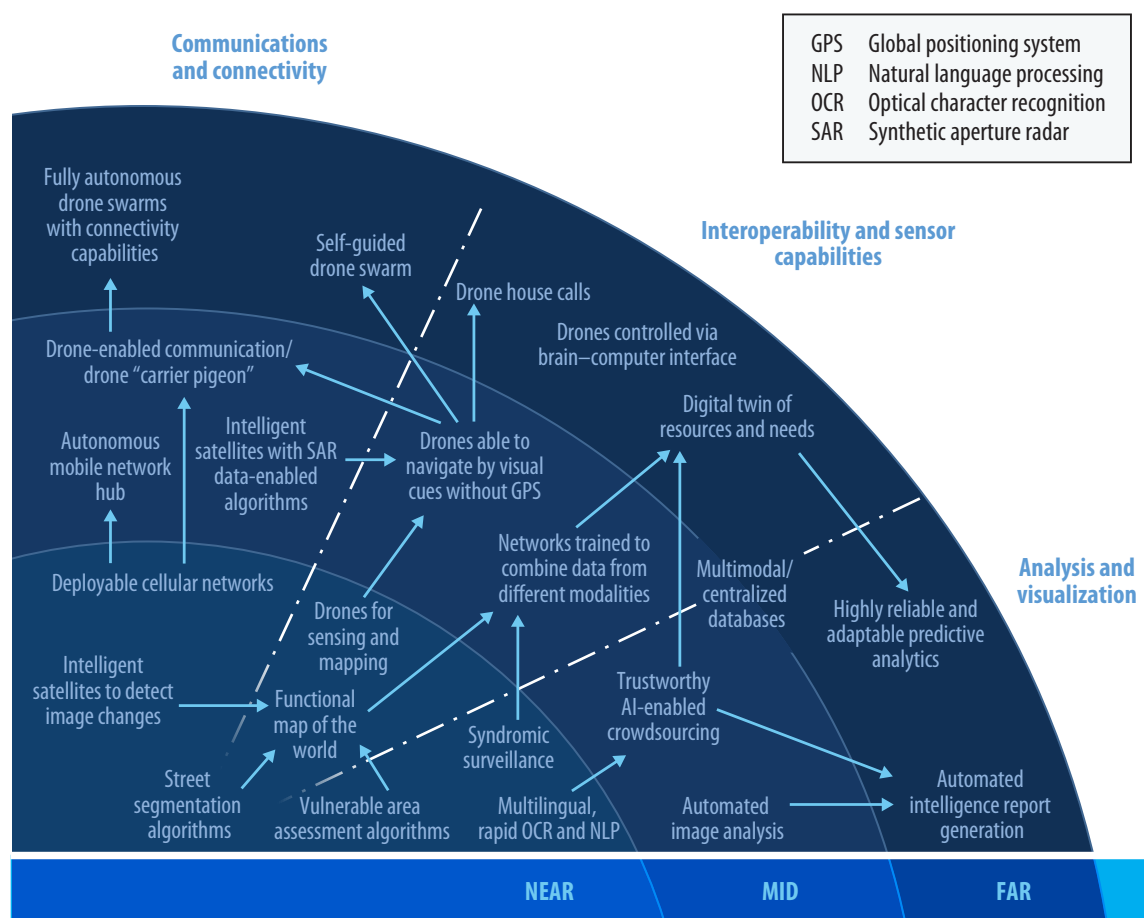 Communications
and connectivity
GPS Global positioning system
NLP Natural language processing
OCR Optical character recognition
SAR Synthetic aperture radar
Fully autonomous
drone swarms
with connectivity
capabilities
Self-guided
drone swarm
Interoperability and sensor
capabilities
Drone house calls
Drones controlled via
brain–computer interface
Drone-enabled communication/
drone “carrier pigeon”
Digital twin of
resources and needs
Autonomous
mobile network
hub
Intelligent
satellites with SAR
data-enabled
algorithms
Drones able to
navigate by visual
cues without GPS
Networks trained to
combine data from
different modalities
Multimodal/
centralized
databases
Analysis and
visualization
Deployable cellular networks
Drones for
sensing and
mapping
Highly reliable and
adaptable predictive
analytics
Intelligent
satellites to detect
image changes
Functional
map of the
world
Trustworthy
AI-enabled
crowdsourcing
Syndromic
surveillance
Street
segmentation
algorithms
Vulnerable area
assessment algorithms
Multilingual,
rapid OCR and NLP
Automated
image analysis
Automated
intelligence report
generation
NEAR
MID
FAR